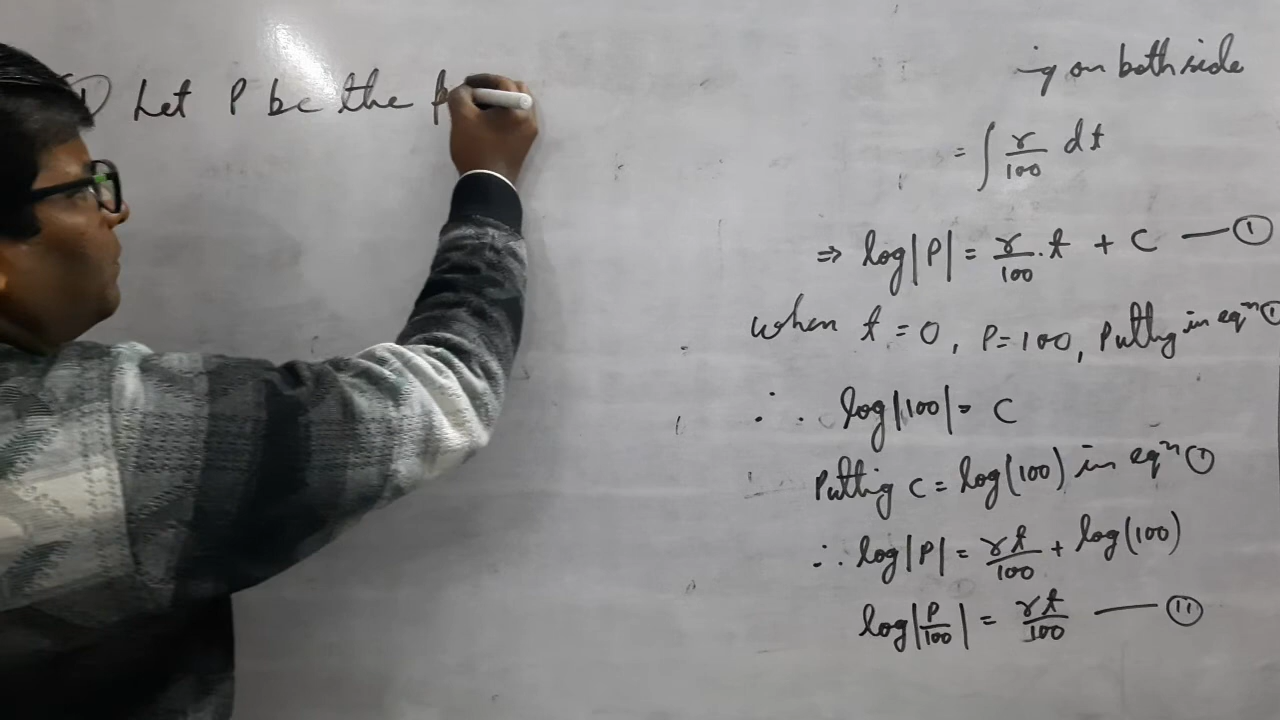 Let P be the
-g on both side
= ∫ r/100 dt
⇒ log|P| = r/100 . t + C — ①
when t = 0, P = 100, Putting in eqⁿ ①
∴ log|100| = C
Putting C = log(100) in eqⁿ ①
∴ log|P| = rt/100 + log(100)
log|P/100| = rt/100 — ⑪